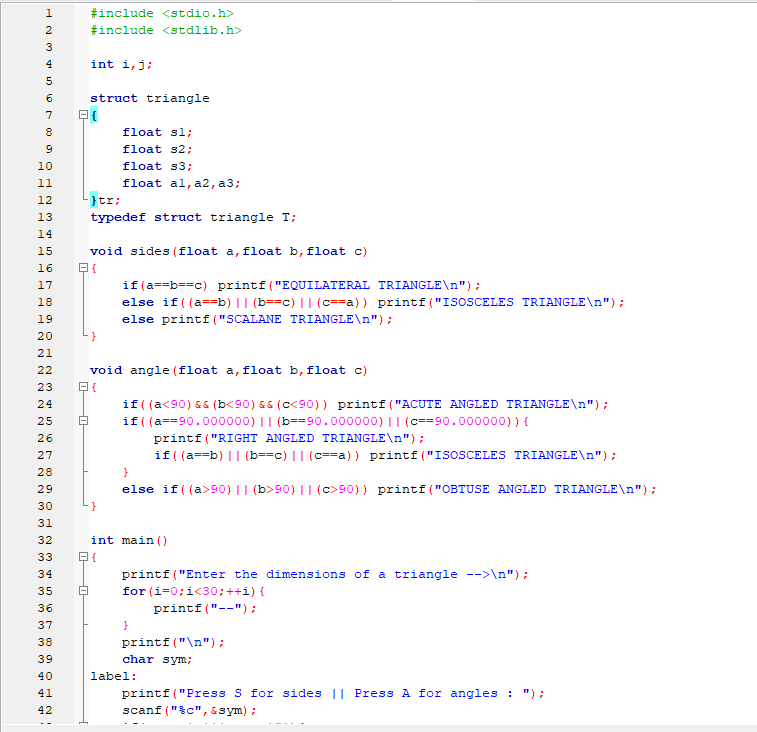 1 #include <stdio.h>
2 #include <stdlib.h>
3
4 int i,j;
5
6 struct triangle
7 {
8 float s1;
9 float s2;
10 float s3;
11 float a1,a2,a3;
12 }tr;
13 typedef struct triangle T;
14
15 void sides(float a,float b,float c)
16 {
17 if(a==b==c) printf("EQUILATERAL TRIANGLE\n");
18 else if((a==b)||(b==c)||(c==a)) printf("ISOSCELES TRIANGLE\n");
19 else printf("SCALANE TRIANGLE\n");
20 }
21
22 void angle(float a,float b,float c)
23 {
24 if((a<90)&&(b<90)&&(c<90)) printf("ACUTE ANGLED TRIANGLE\n");
25 if((a==90.000000)||(b==90.000000)||(c==90.000000)){
26 printf("RIGHT ANGLED TRIANGLE\n");
27 if((a==b)||(b==c)||(c==a)) printf("ISOSCELES TRIANGLE\n");
28 }
29 else if((a>90)||(b>90)||(c>90)) printf("OBTUSE ANGLED TRIANGLE\n");
30 }
31
32 int main()
33 {
34 printf("Enter the dimensions of a triangle -->\n");
35 for(i=0;i<30;++i){
36 printf("--");
37 }
38 printf("\n");
39 char sym;
40 label:
41 printf("Press S for sides || Press A for angles : ");
42 scanf("%c",&sym);